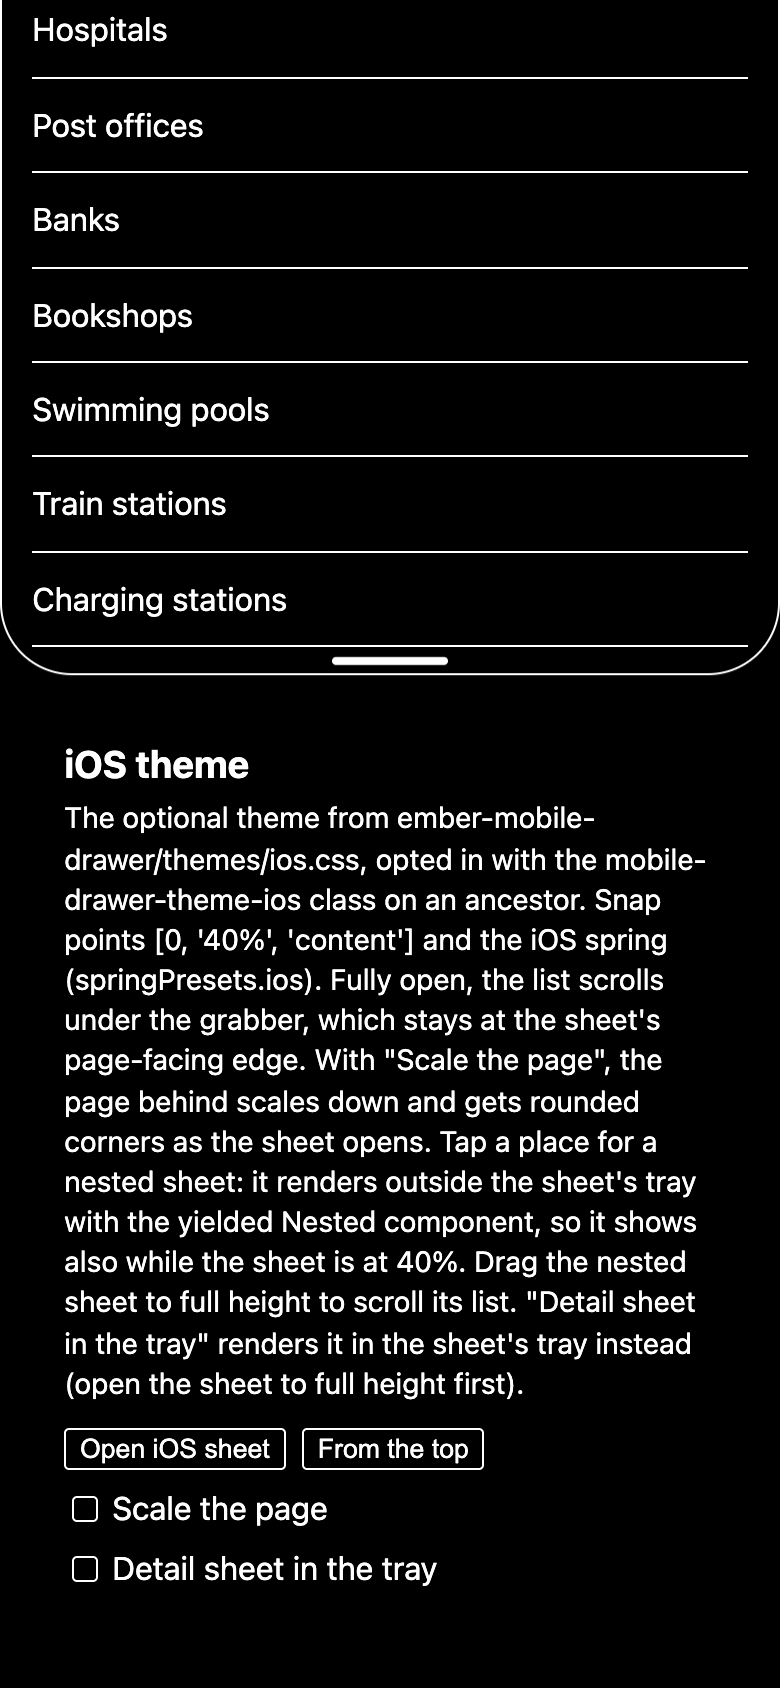 Hospitals
Post offices
Banks
Bookshops
Swimming pools
Train stations
Charging stations
iOS theme
The optional theme from ember-mobile-
drawer/themes/ios.css, opted in with the mobile-
drawer-theme-ios class on an ancestor. Snap
points [0, '40%', 'content'] and the iOS spring
(springPresets.ios). Fully open, the list scrolls
under the grabber, which stays at the sheet's
page-facing edge. With "Scale the page", the
page behind scales down and gets rounded
corners as the sheet opens. Tap a place for a
nested sheet: it renders outside the sheet's tray
with the yielded Nested component, so it shows
also while the sheet is at 40%. Drag the nested
sheet to full height to scroll its list. "Detail sheet
in the tray" renders it in the sheet's tray instead
(open the sheet to full height first).
Open iOS sheet From the top
Scale the page
Detail sheet in the tray